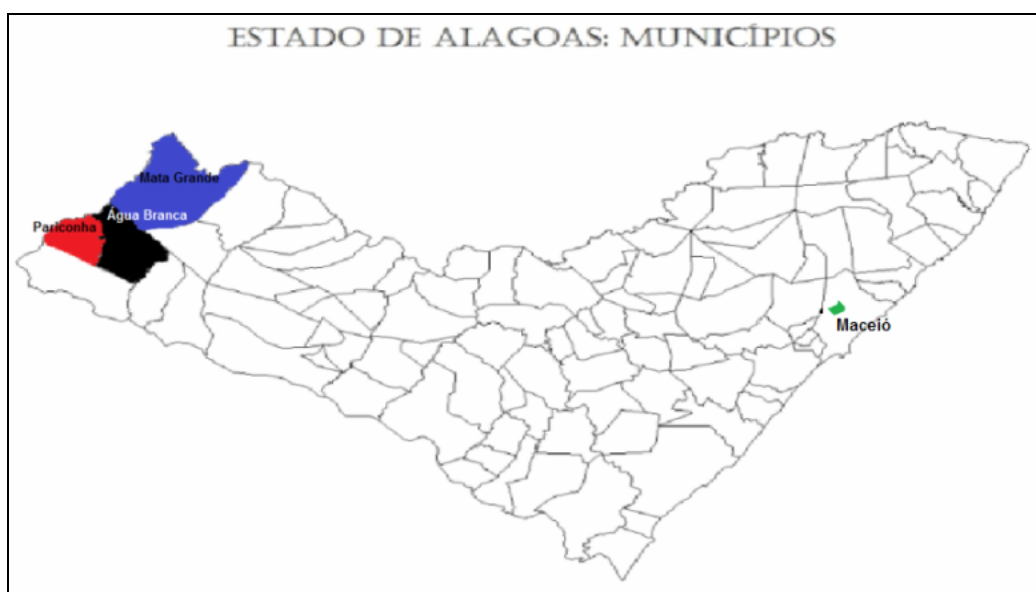 ESTADO DE ALAGOAS: MUNICÍPIOS
Mata Grande
Água Branca
Pariconha
Maceió